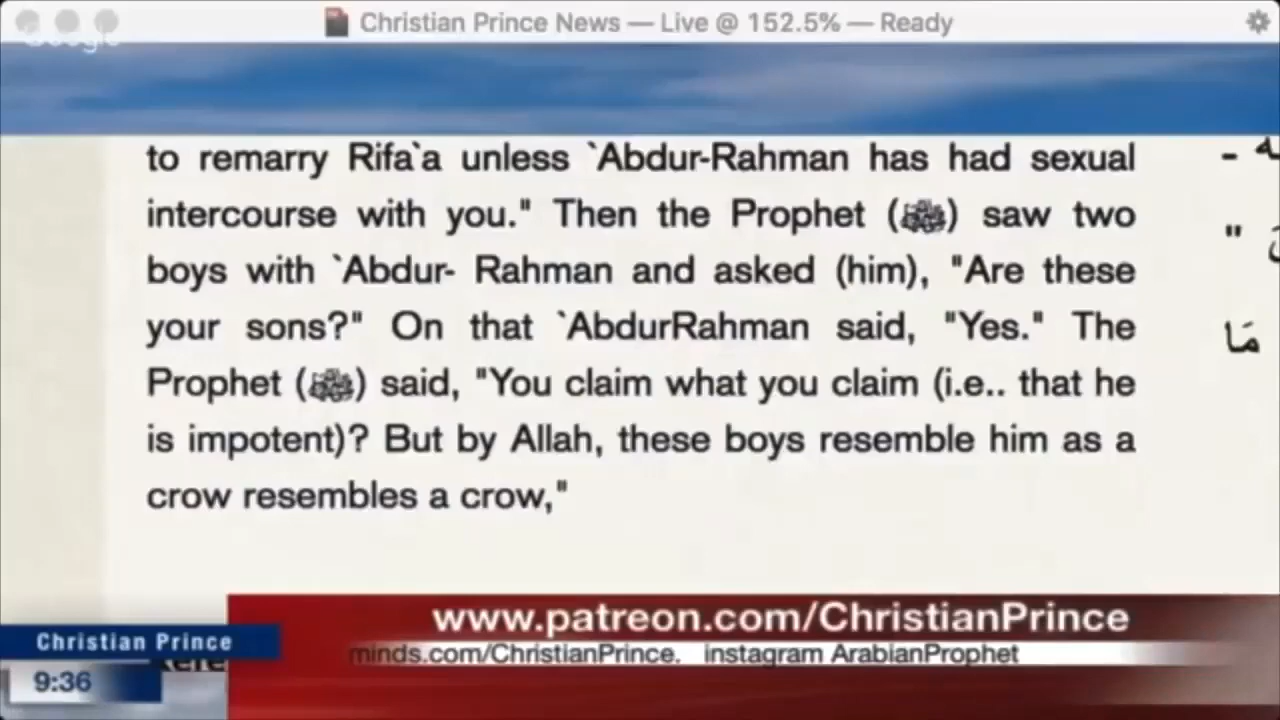 Christian Prince News — Live @ 152.5% — Ready
Google
to remarry Rifa`a unless `Abdur-Rahman has had sexual
intercourse with you." Then the Prophet (ﷺ) saw two
boys with `Abdur- Rahman and asked (him), "Are these
your sons?" On that `AbdurRahman said, "Yes." The
Prophet (ﷺ) said, "You claim what you claim (i.e.. that he
is impotent)? But by Allah, these boys resemble him as a
crow resembles a crow,"
مَا
www.patreon.com/ChristianPrince
Christian Prince
minds.com/ChristianPrince. instagram ArabianProphet
9:36